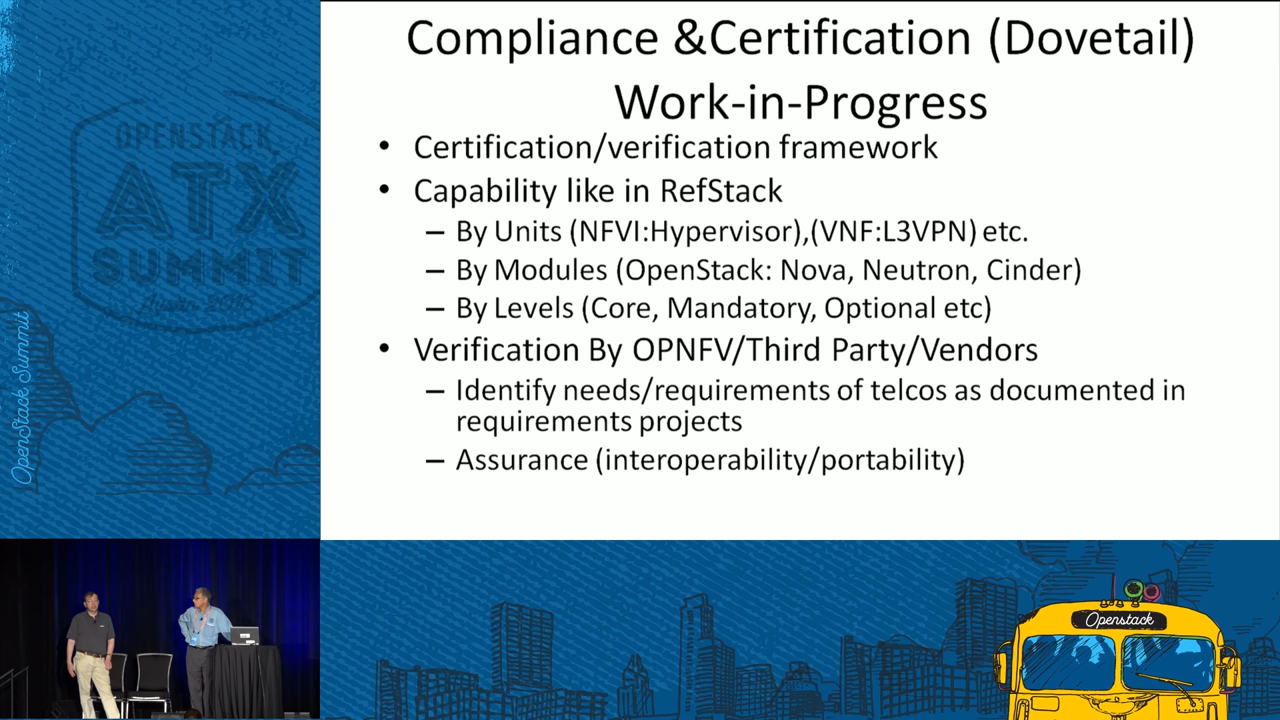 Compliance &Certification (Dovetail)
Work-in-Progress
• Certification/verification framework
• Capability like in RefStack
– By Units (NFVI:Hypervisor),(VNF:L3VPN) etc.
– By Modules (OpenStack: Nova, Neutron, Cinder)
– By Levels (Core, Mandatory, Optional etc)
• Verification By OPNFV/Third Party/Vendors
– Identify needs/requirements of telcos as documented in
requirements projects
– Assurance (interoperability/portability)
OPENSTACK
ATX
SUMMIT
Austin 2016
OpenStack Summit
Openstack